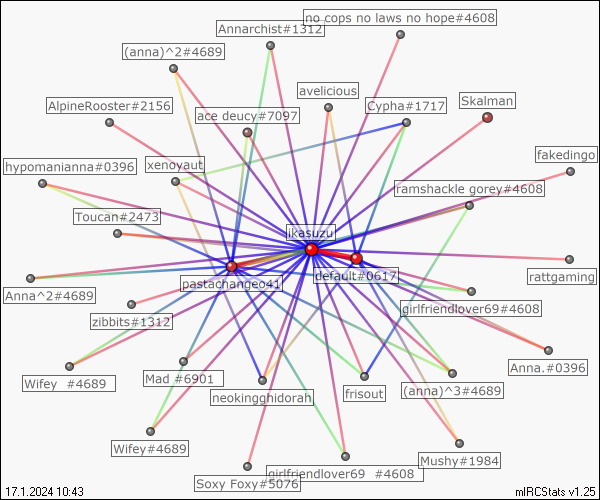 no cops no laws no hope#4608
Annarchist#1312
(anna)^2#4689
avelicious
Skalman
AlpineRooster#2156
Cypha#1717
ace deucy#7097
fakedingo
hypomanianna#0396
xenovaut
ramshackle gorey#4608
Toucan#2473
ikasuzu
rattgaming
default#0617
pastachangeo41
Anna^2#4689
girlfriendlover69#4608
zibbits#1312
Anna.#0396
Wifey #4689
Mad #6901
neokingghidorah
frisout
(anna)^3#4689
Wifey#4689
Mushy#1984
girlfriendlover69 #4608
Soxy Foxy#5076
17.1.2024 10:43
mIRCStats v1.25